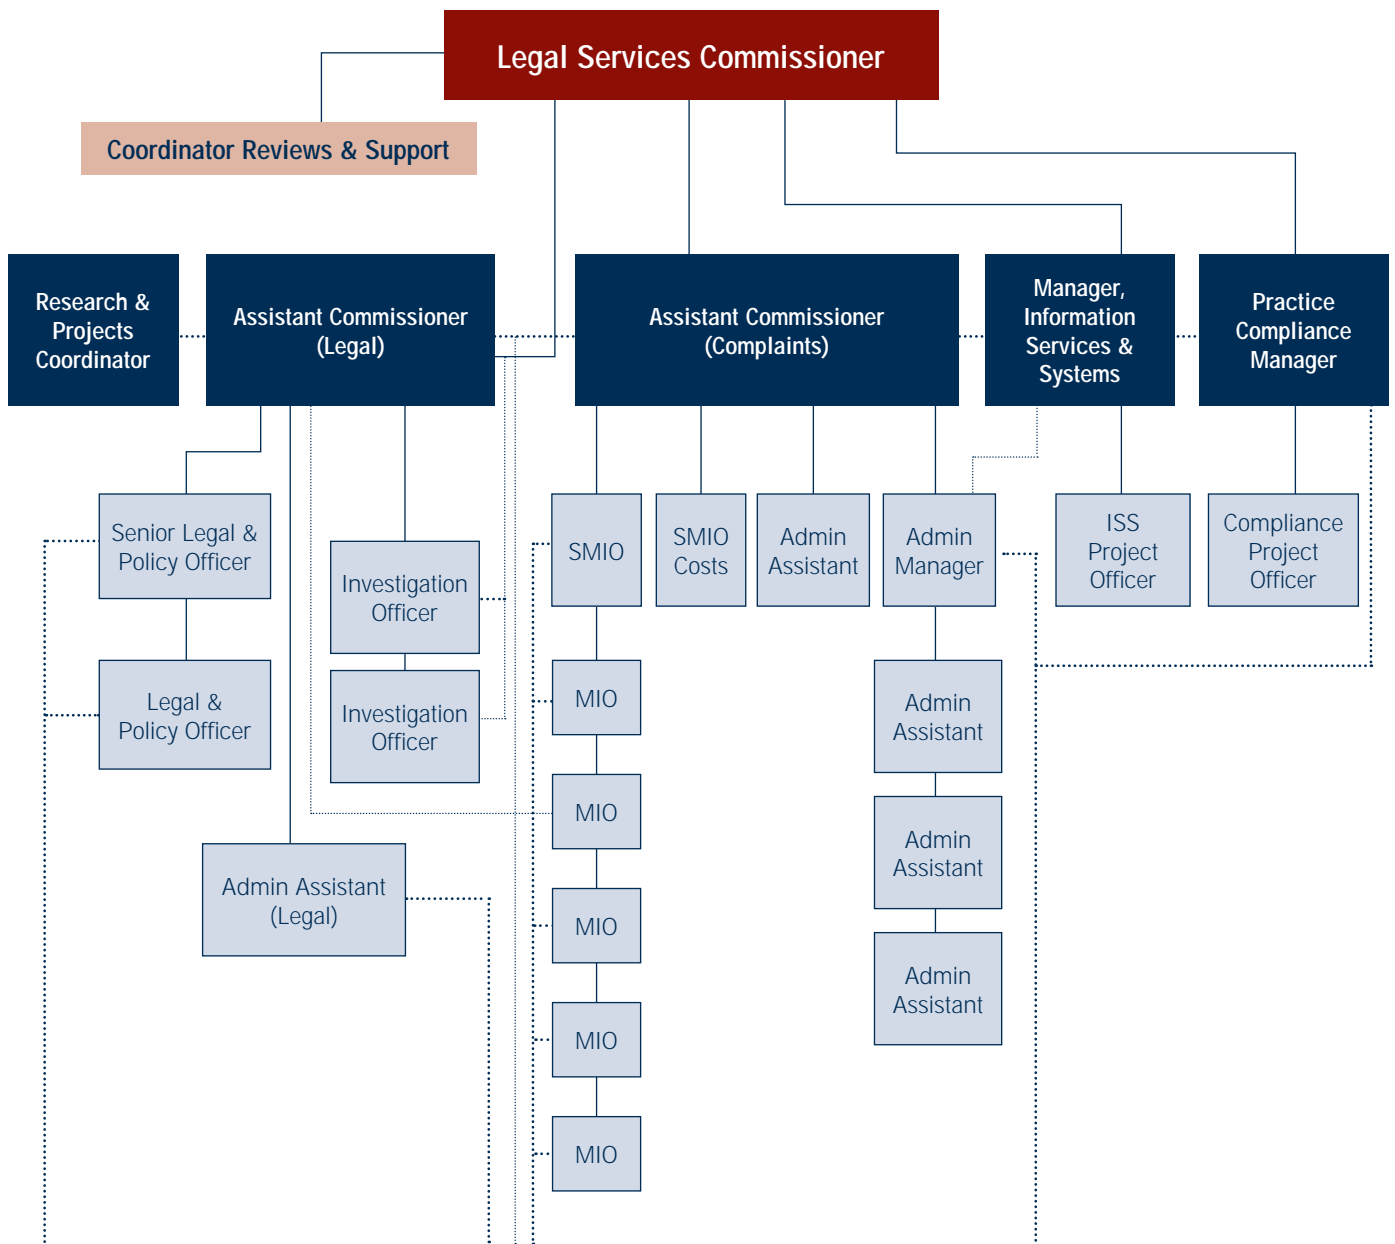 Legal Services Commissioner
Coordinator Reviews & Support
Research &
Projects
Coordinator
Assistant Commissioner
(Legal)
Assistant Commissioner
(Complaints)
Manager,
Information
Services &
Systems
Practice
Compliance
Manager
Senior Legal &
Policy Officer
Legal &
Policy Officer
Investigation
Officer
Investigation
Officer
Admin Assistant
(Legal)
SMIO
MIO
MIO
MIO
MIO
MIO
SMIO
Costs
Admin
Assistant
Admin
Manager
Admin
Assistant
Admin
Assistant
Admin
Assistant
ISS
Project
Officer
Compliance
Project
Officer